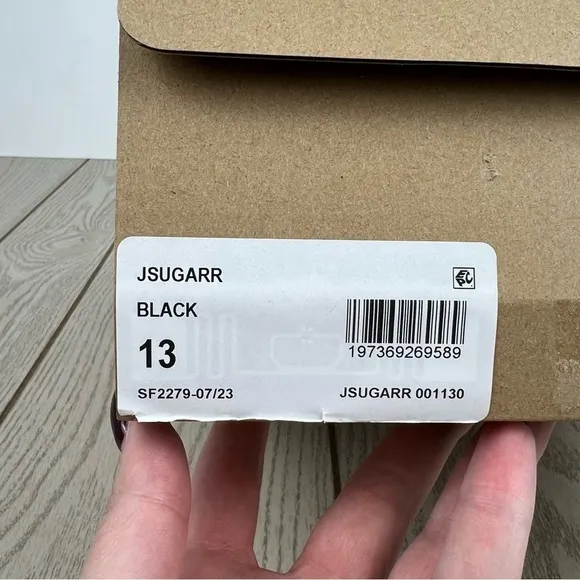 JSUGARR
BLACK
13
197369269589
SF2279-07/23
JSUGARR 001130